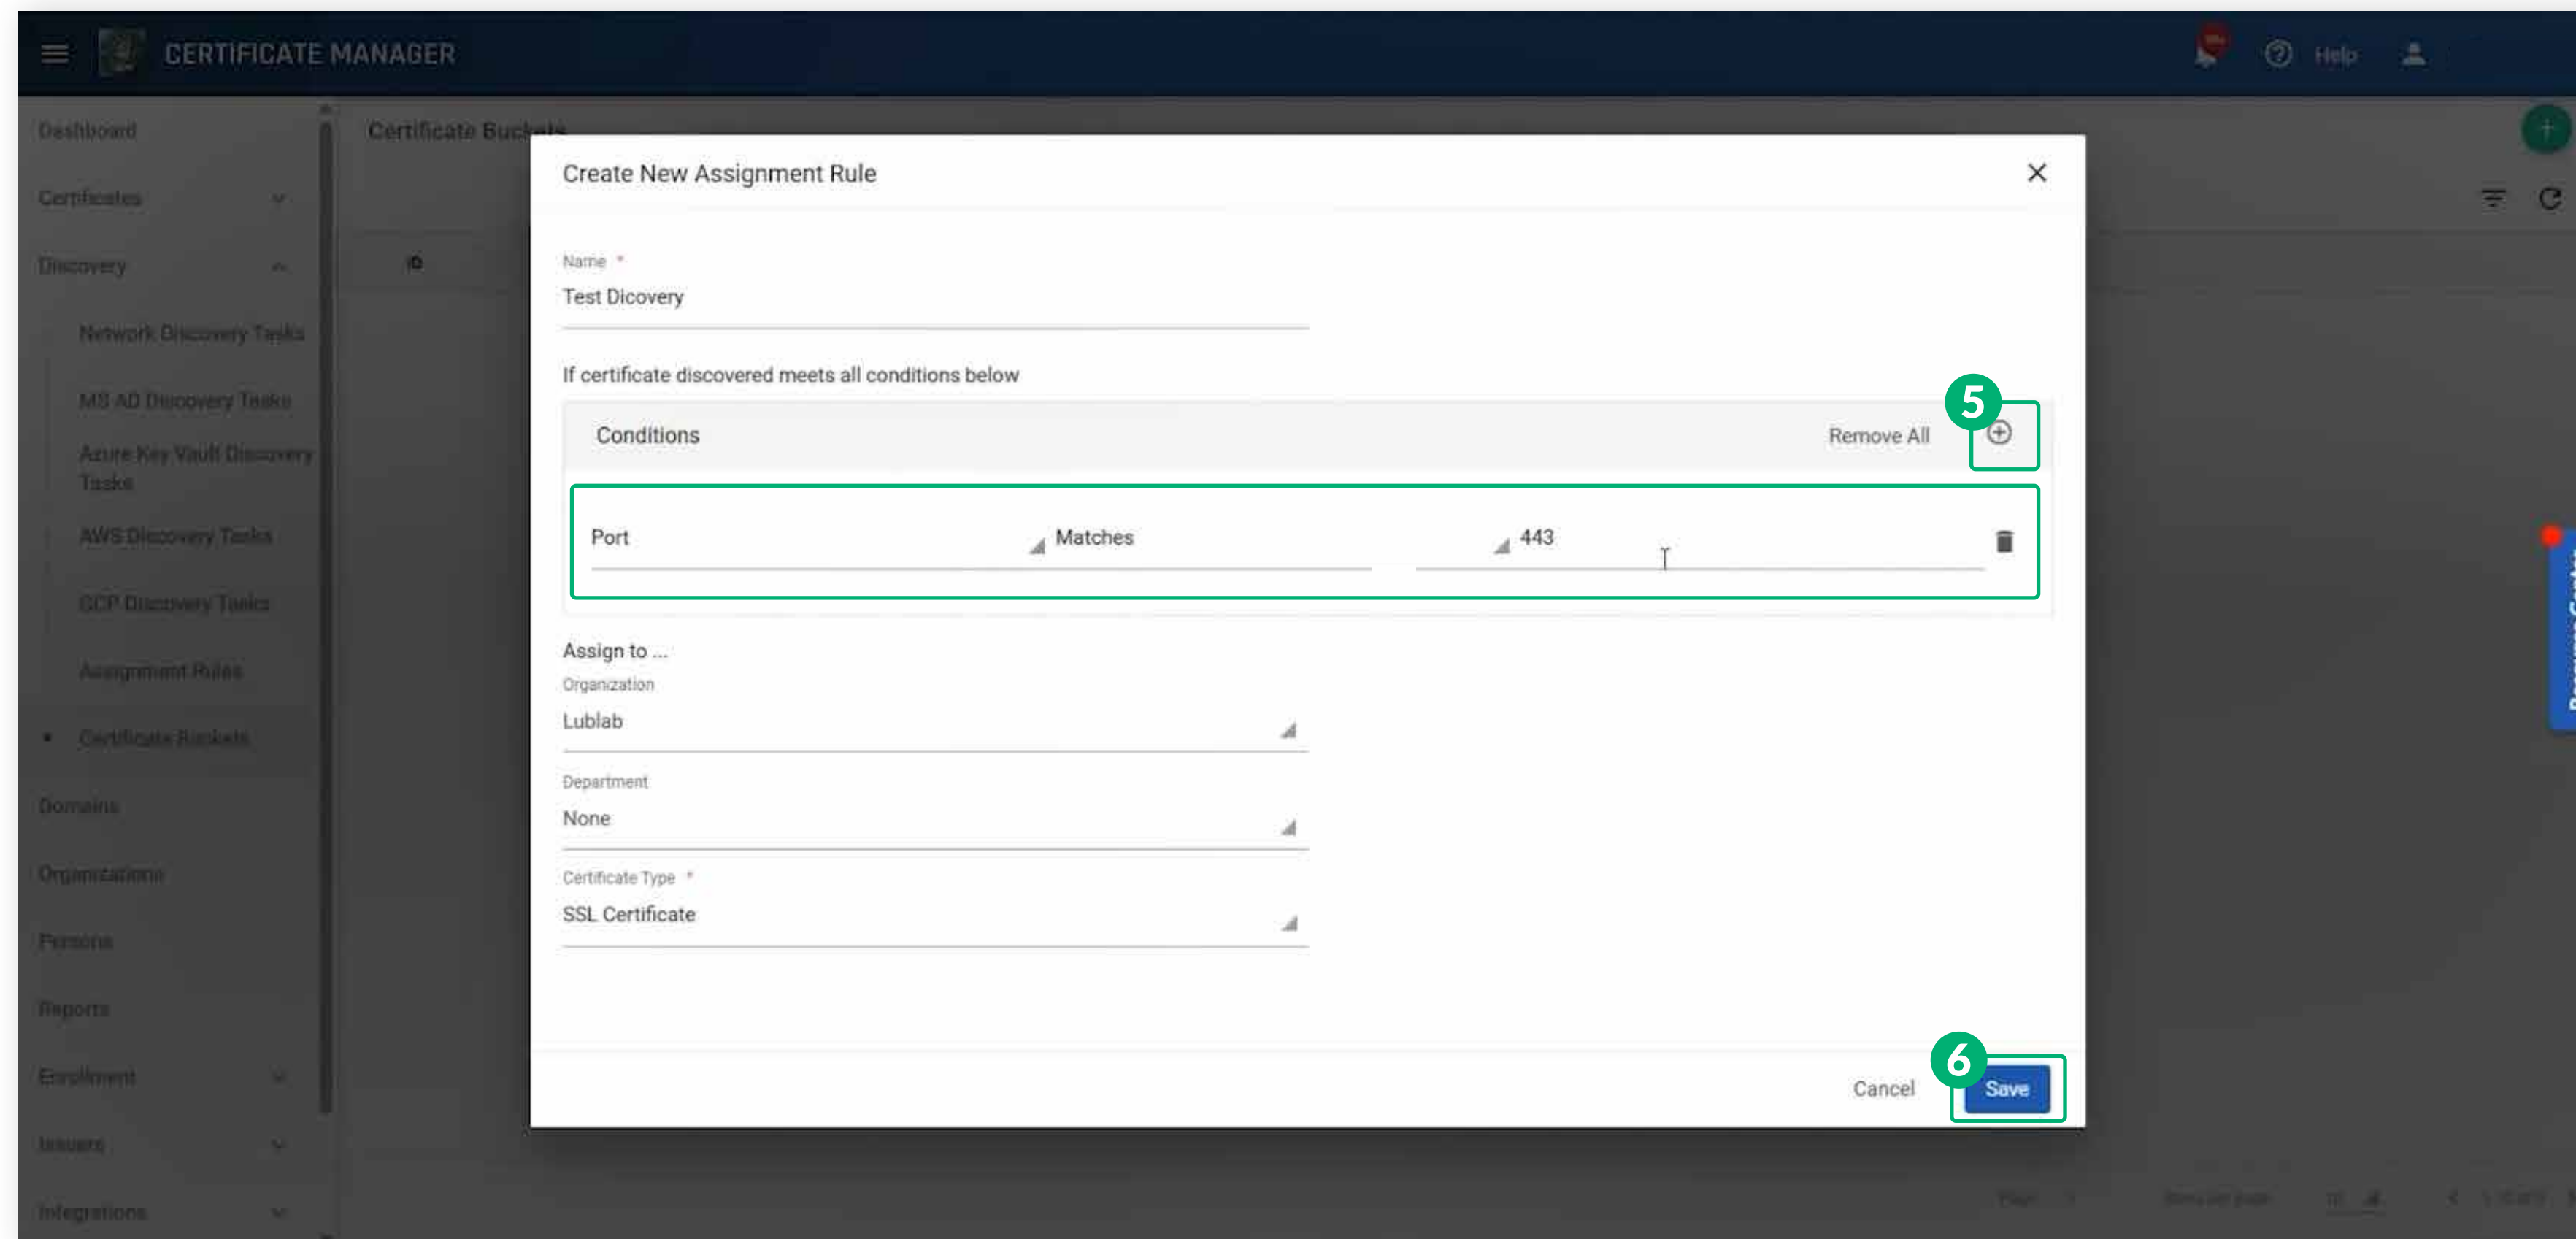 CERTIFICATE MANAGER
Help
Dashboard
Certificates
Discovery
Network Discovery Tasks
MS AD Discovery Tasks
Azure Key Vault Discovery
Tasks
AWS Discovery Tasks
GCP Discovery Tasks
Assignment Rules
Certificate Buckets
Domains
Organizations
Persons
Reports
Enrollment
Issuers
Integrations
Certificate Buckets
ID
Create New Assignment Rule
Name *
Test Dicovery
If certificate discovered meets all conditions below
5
Conditions
Remove All
Port
Matches
443
Assign to ...
Organization
Lublab
Department
None
Certificate Type *
SSL Certificate
6
Cancel
Save